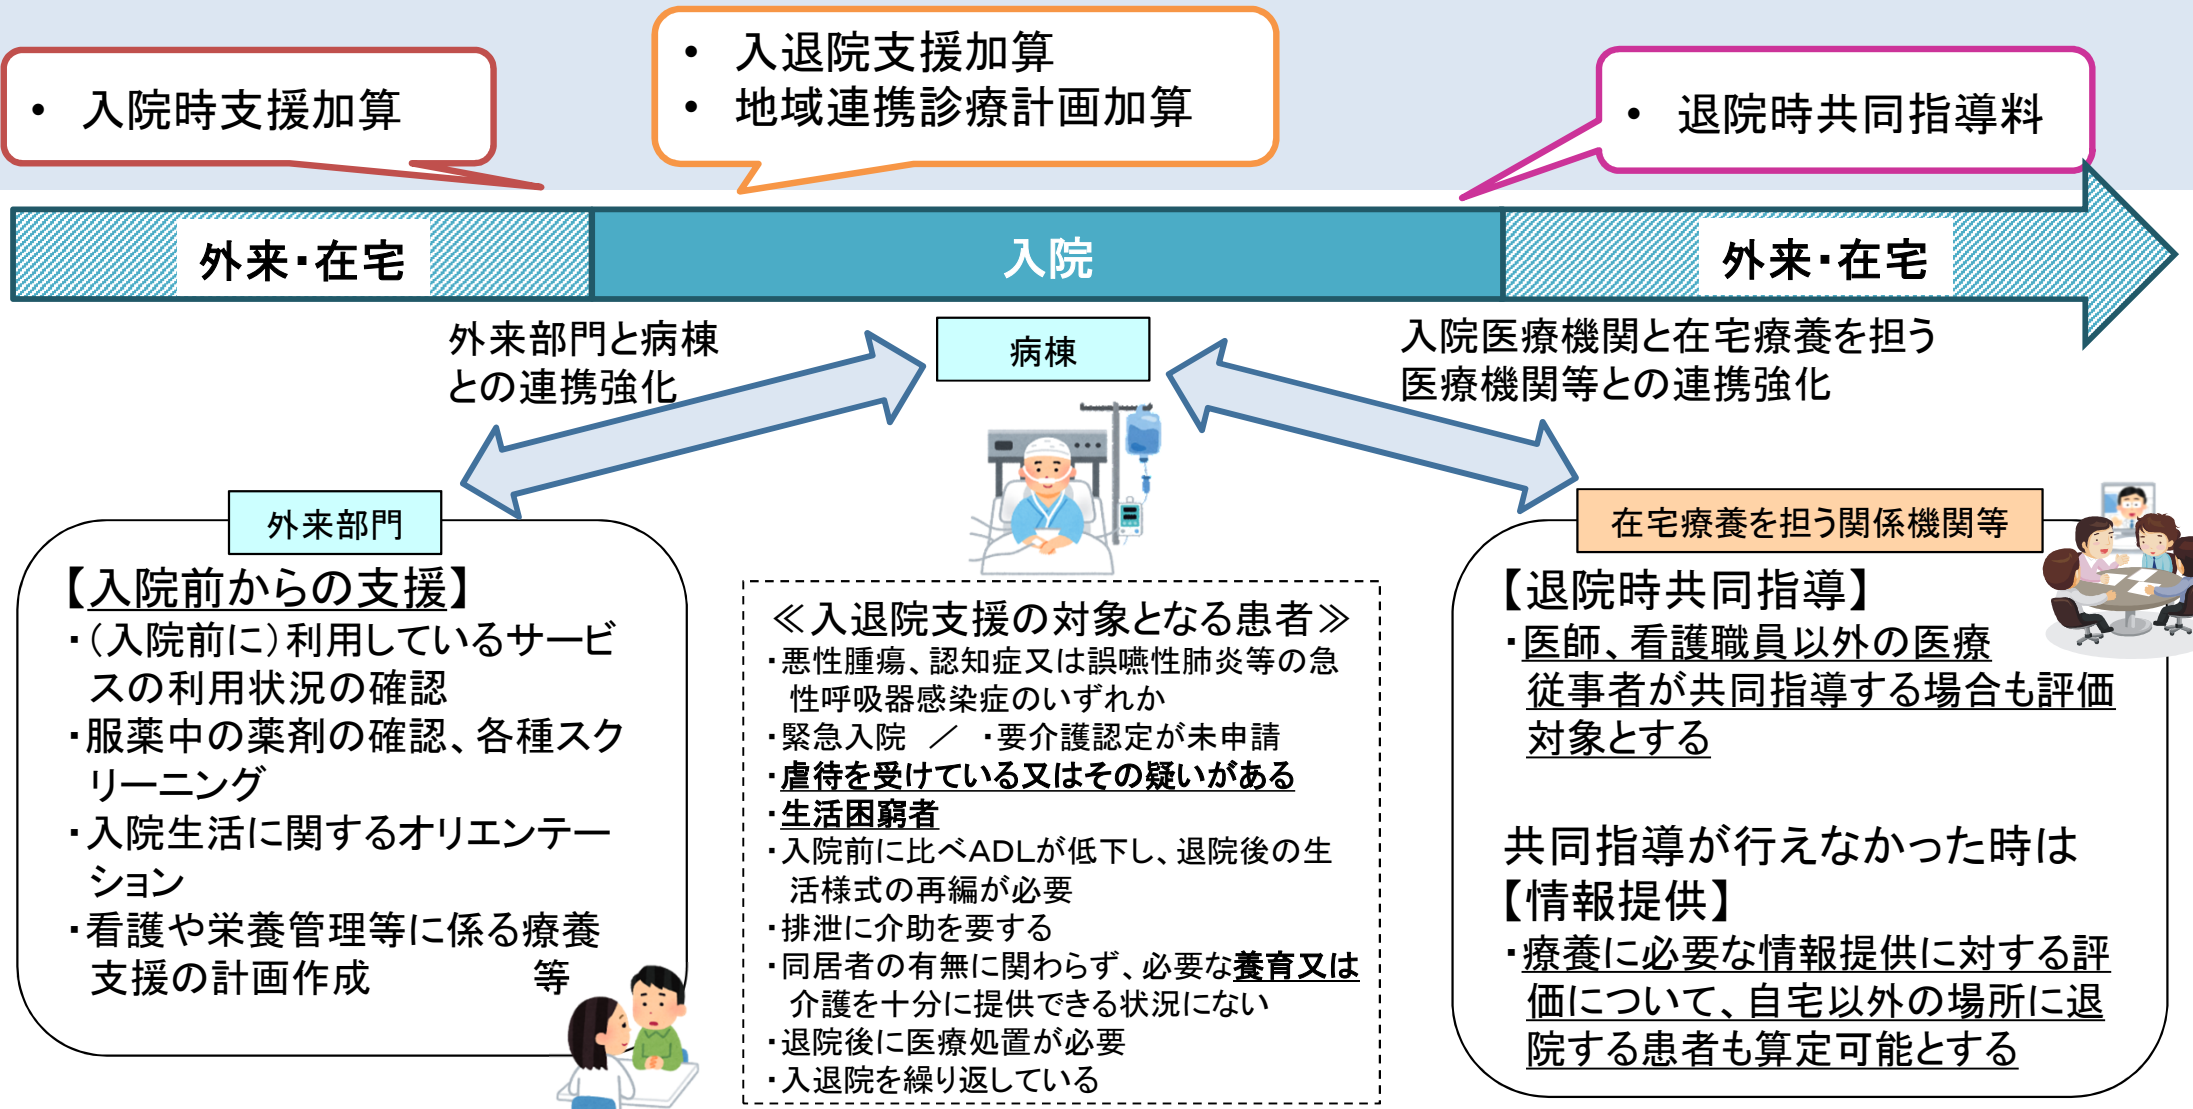 ・入院時支援加算
・入退院支援加算
・地域連携診療計画加算
・退院時共同指導料
外来・在宅
入院
外来・在宅
外来部門と病棟
との連携強化
病棟
入院医療機関と在宅療養を担う
医療機関等との連携強化
外来部門
【入院前からの支援】
・（入院前に）利用しているサービ
スの利用状況の確認
・服薬中の薬剤の確認、各種スク
リーニング
・入院生活に関するオリエンテー
ション
・看護や栄養管理等に係る療養
支援の計画作成　等
≪入退院支援の対象となる患者≫
・悪性腫瘍、認知症又は誤嚥性肺炎等の急
性呼吸器感染症のいずれか
・緊急入院　／　・要介護認定が未申請
・虐待を受けている又はその疑いがある
・生活困窮者
・入院前に比べADLが低下し、退院後の生
活様式の再編が必要
・排泄に介助を要する
・同居者の有無に関わらず、必要な養育又は
介護を十分に提供できる状況にない
・退院後に医療処置が必要
・入退院を繰り返している
在宅療養を担う関係機関等
【退院時共同指導】
・医師、看護職員以外の医療
従事者が共同指導する場合も評価
対象とする
共同指導が行えなかった時は
【情報提供】
・療養に必要な情報提供に対する評
価について、自宅以外の場所に退
院する患者も算定可能とする